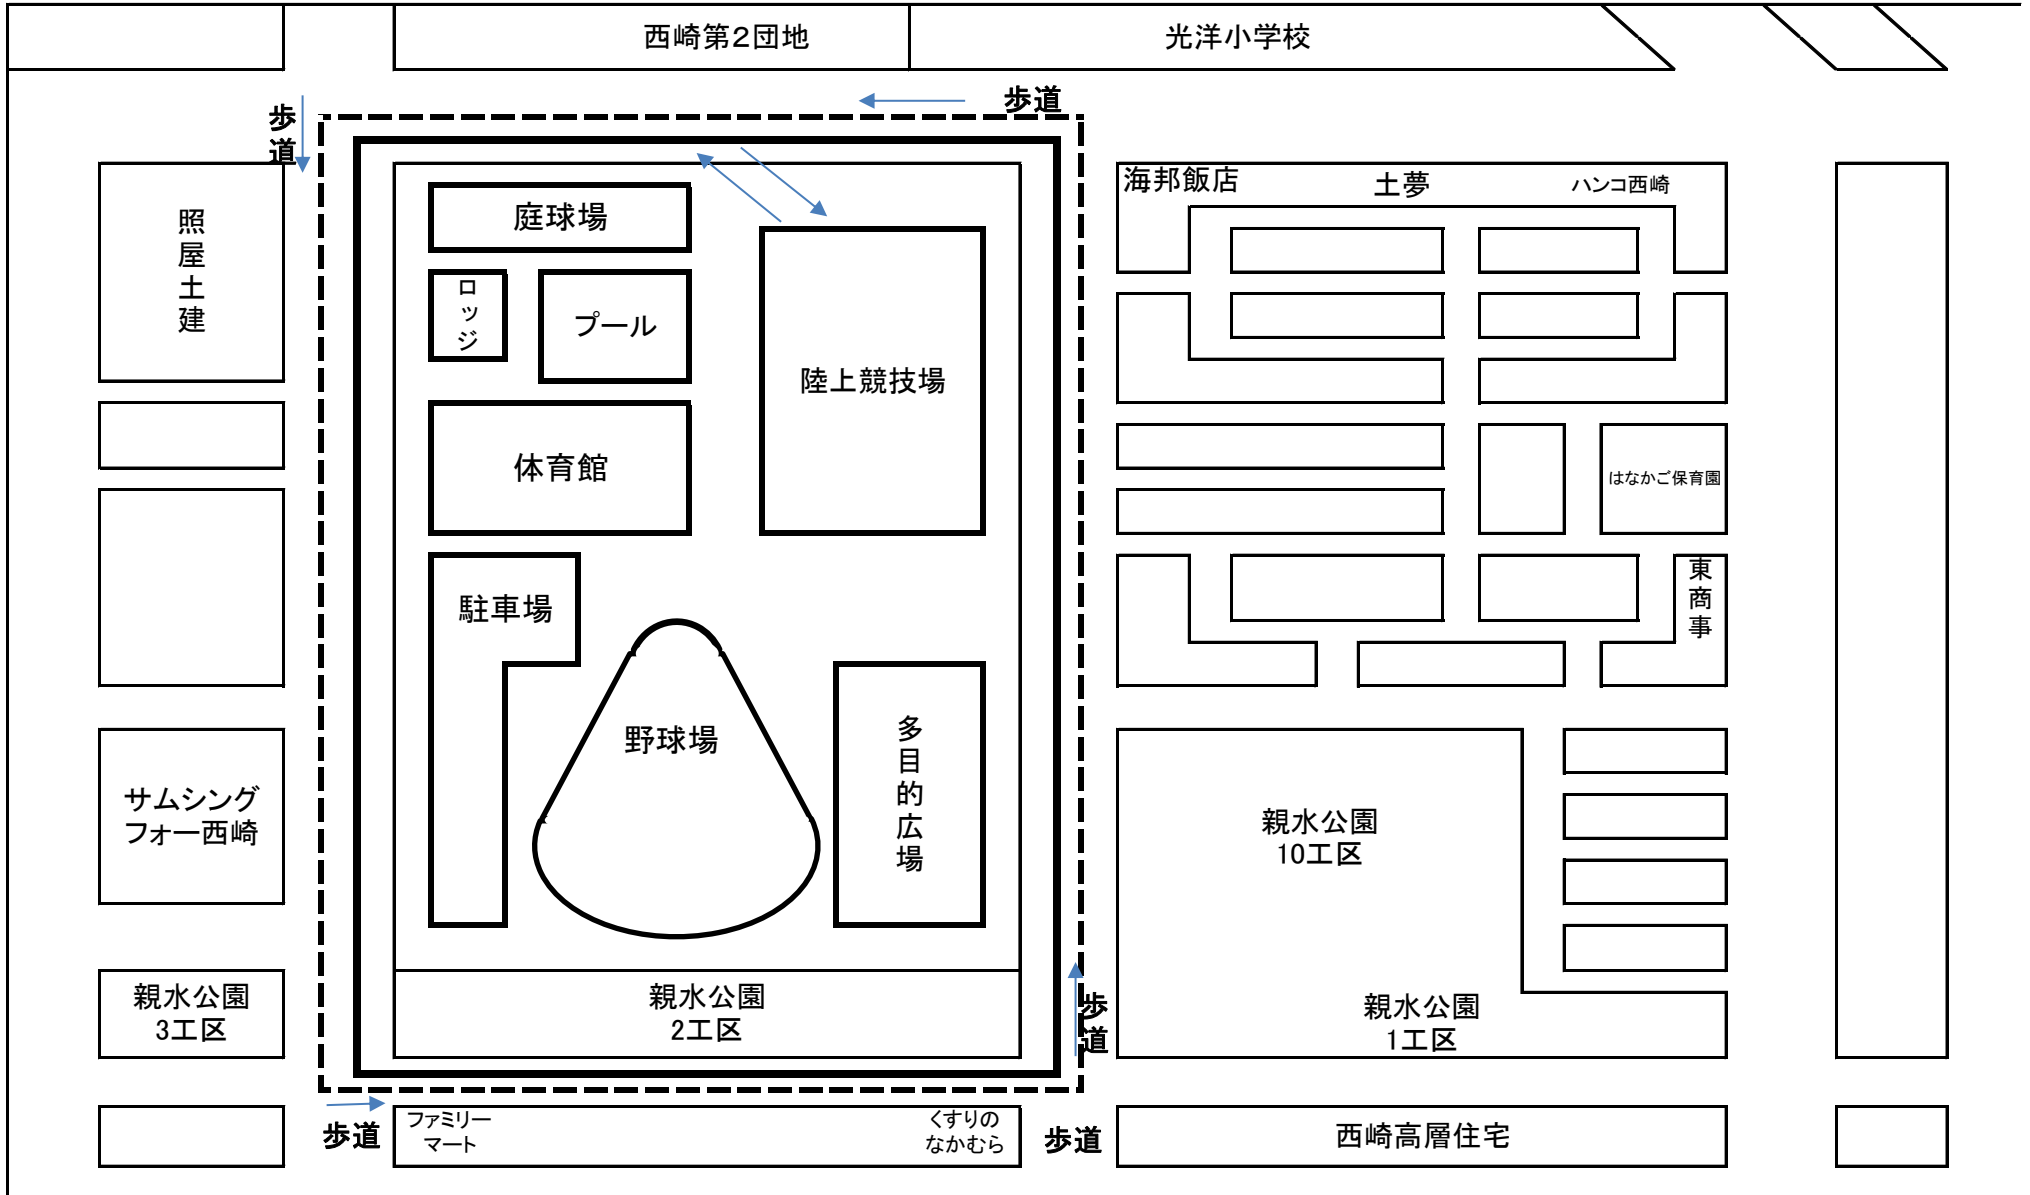 西崎第2団地
光洋小学校
歩道
歩道
海邦飯店
土夢
ハンコ西崎
照屋土建
庭球場
ロッジ
プール
陸上競技場
体育館
はなかご保育園
駐車場
東商事
野球場
多目的広場
サムシング
フォー西崎
親水公園
10工区
親水公園
3工区
親水公園
2工区
歩道
親水公園
1工区
ファミリー
マート
くすりの
なかむら
歩道
歩道
西崎高層住宅